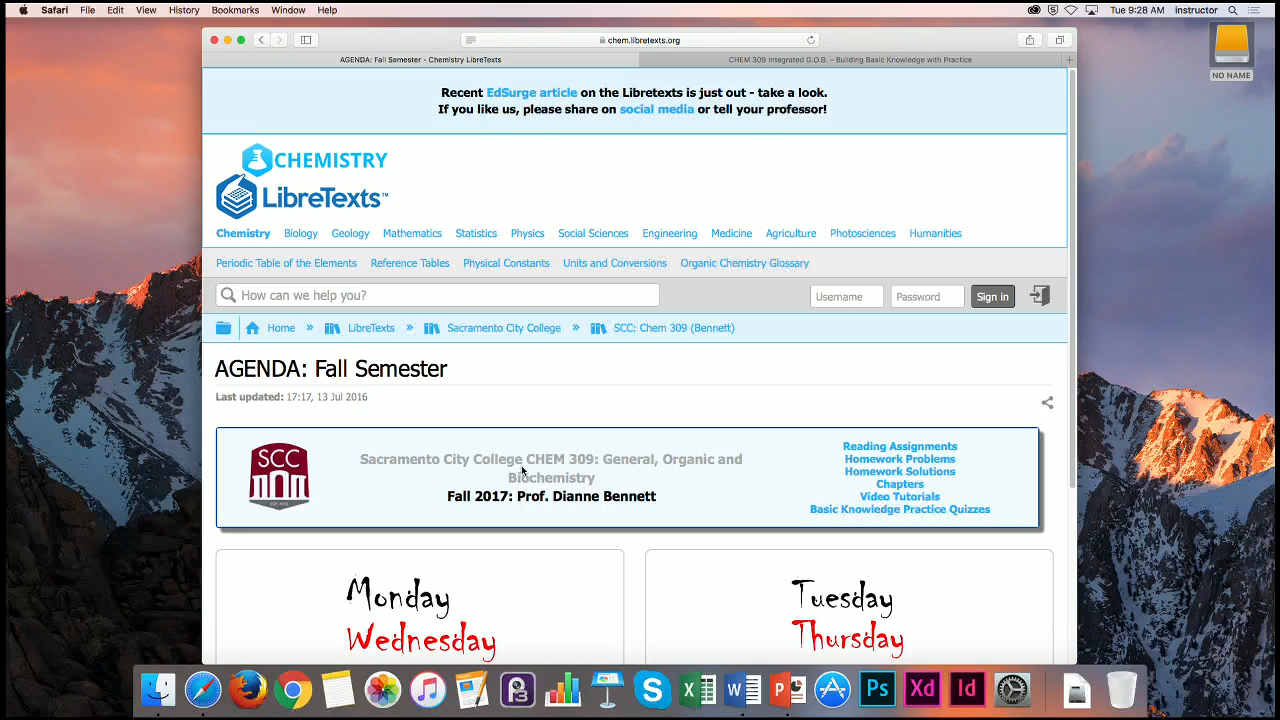 Safari File Edit View History Bookmarks Window Help Tue 9:28 AM instructor
chem.libretexts.org
AGENDA: Fall Semester - Chemistry LibreTexts CHEM 309 Integrated G.O.B. – Building Basic Knowledge with Practice
NO NAME
Recent EdSurge article on the Libretexts is just out - take a look.
If you like us, please share on social media or tell your professor!
CHEMISTRY
LibreTexts™
Chemistry Biology Geology Mathematics Statistics Physics Social Sciences Engineering Medicine Agriculture Photosciences Humanities
Periodic Table of the Elements Reference Tables Physical Constants Units and Conversions Organic Chemistry Glossary
How can we help you? Username Password Sign in
Home » LibreTexts » Sacramento City College » SCC: Chem 309 (Bennett)
AGENDA: Fall Semester
Last updated: 17:17, 13 Jul 2016
SCC
Sacramento City College CHEM 309: General, Organic and
Biochemistry
Fall 2017: Prof. Dianne Bennett
Reading Assignments
Homework Problems
Homework Solutions
Chapters
Video Tutorials
Basic Knowledge Practice Quizzes
Monday
Wednesday
Tuesday
Thursday
Ps Xd Id